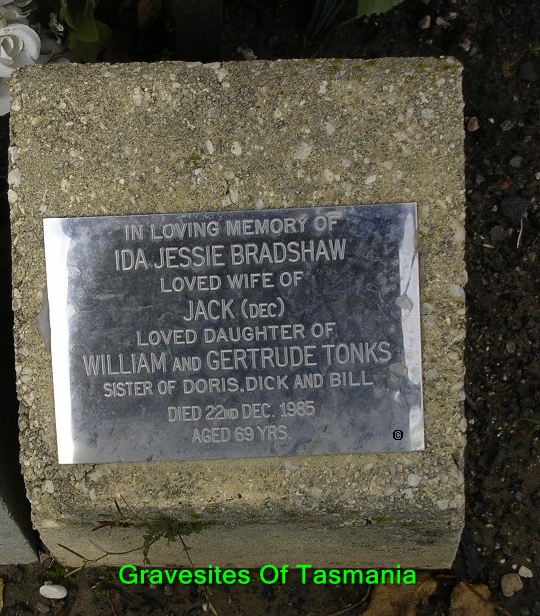 IN LOVING MEMORY OF
IDA JESSIE BRADSHAW
LOVED WIFE OF
JACK (DEC)
LOVED DAUGHTER OF
WILLIAM AND GERTRUDE TONKS
SISTER OF DORIS, DICK AND BILL
DIED 22ND DEC. 1985
AGED 69 YRS.
©
Gravesites Of Tasmania